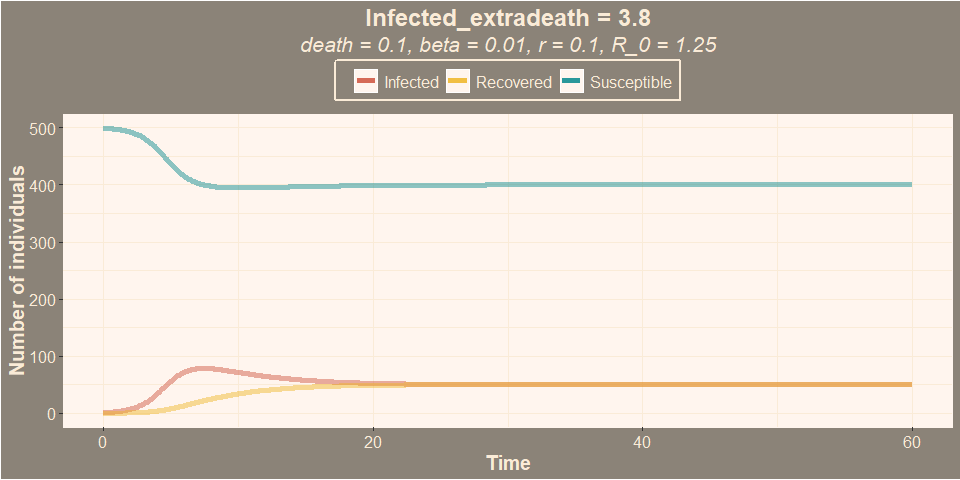 Infected_extradeath = 3.8
death = 0.1, beta = 0.01, r = 0.1, R_0 = 1.25
Infected Recovered Susceptible
Number of individuals
500
400
300
200
100
0
0 20 40 60
Time